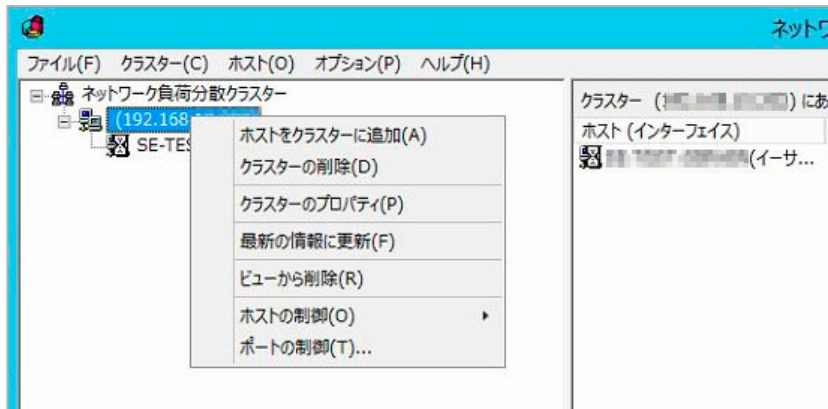 ネットワ
ファイル(F) クラスター(C) ホスト(O) オプション(P) ヘルプ(H)
ネットワーク負荷分散クラスター
(192.168
SE-TES
ホストをクラスターに追加(A)
クラスターの削除(D)
クラスターのプロパティ(P)
最新の情報に更新(F)
ビューから削除(R)
ホストの制御(O)
ポートの制御(T)...
クラスター ( ) にあ
ホスト (インターフェイス)
(イーサ...